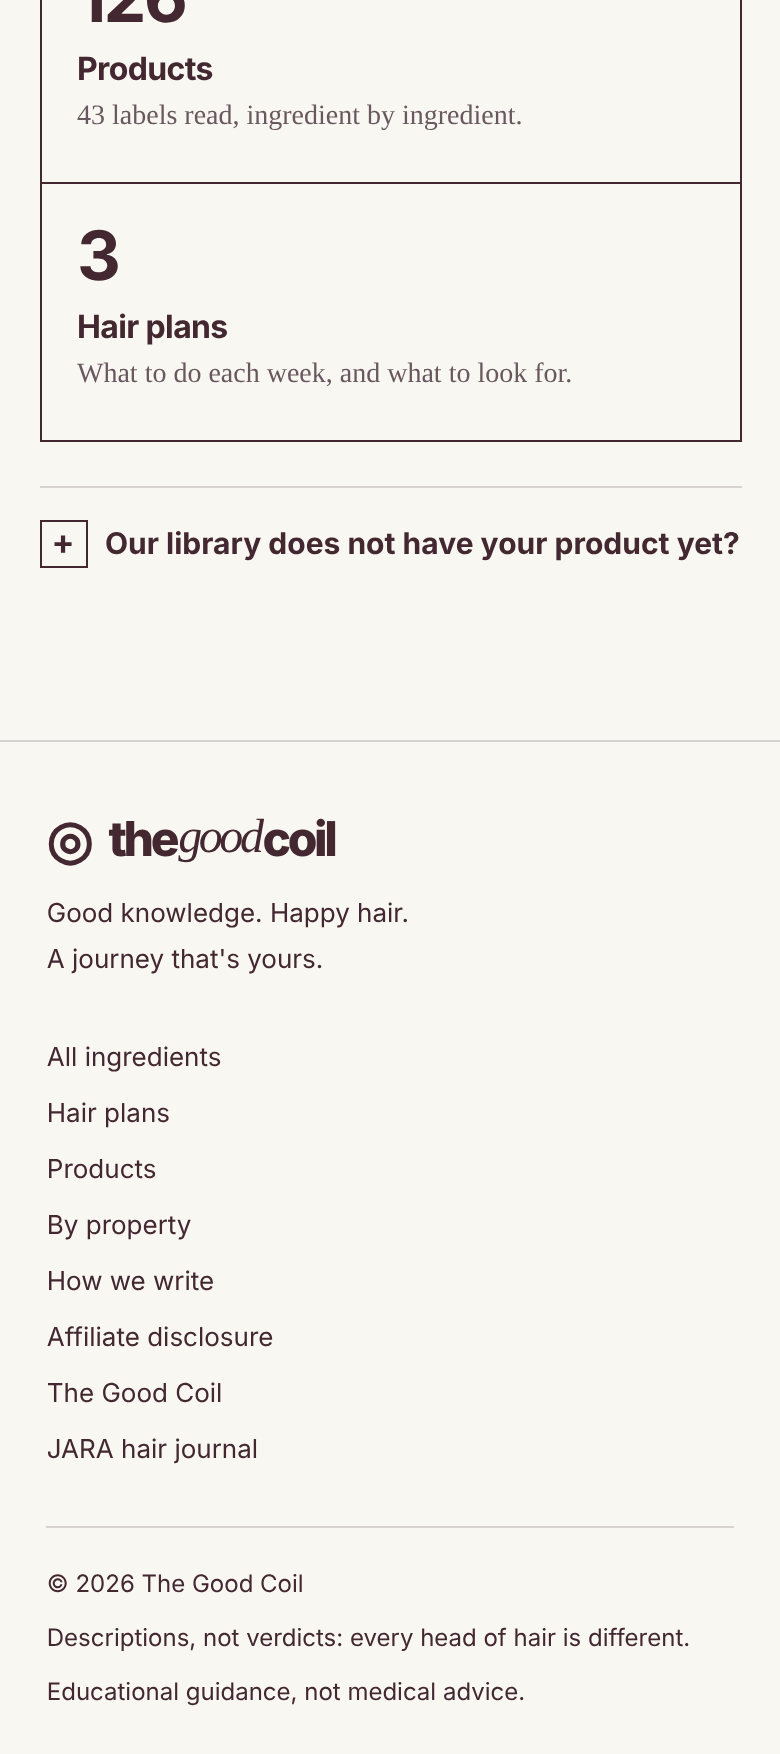 126
Products
43 labels read, ingredient by ingredient.
3
Hair plans
What to do each week, and what to look for.
+ Our library does not have your product yet?
thegoodcoil
Good knowledge. Happy hair.
A journey that's yours.
All ingredients
Hair plans
Products
By property
How we write
Affiliate disclosure
The Good Coil
JARA hair journal
© 2026 The Good Coil
Descriptions, not verdicts: every head of hair is different.
Educational guidance, not medical advice.